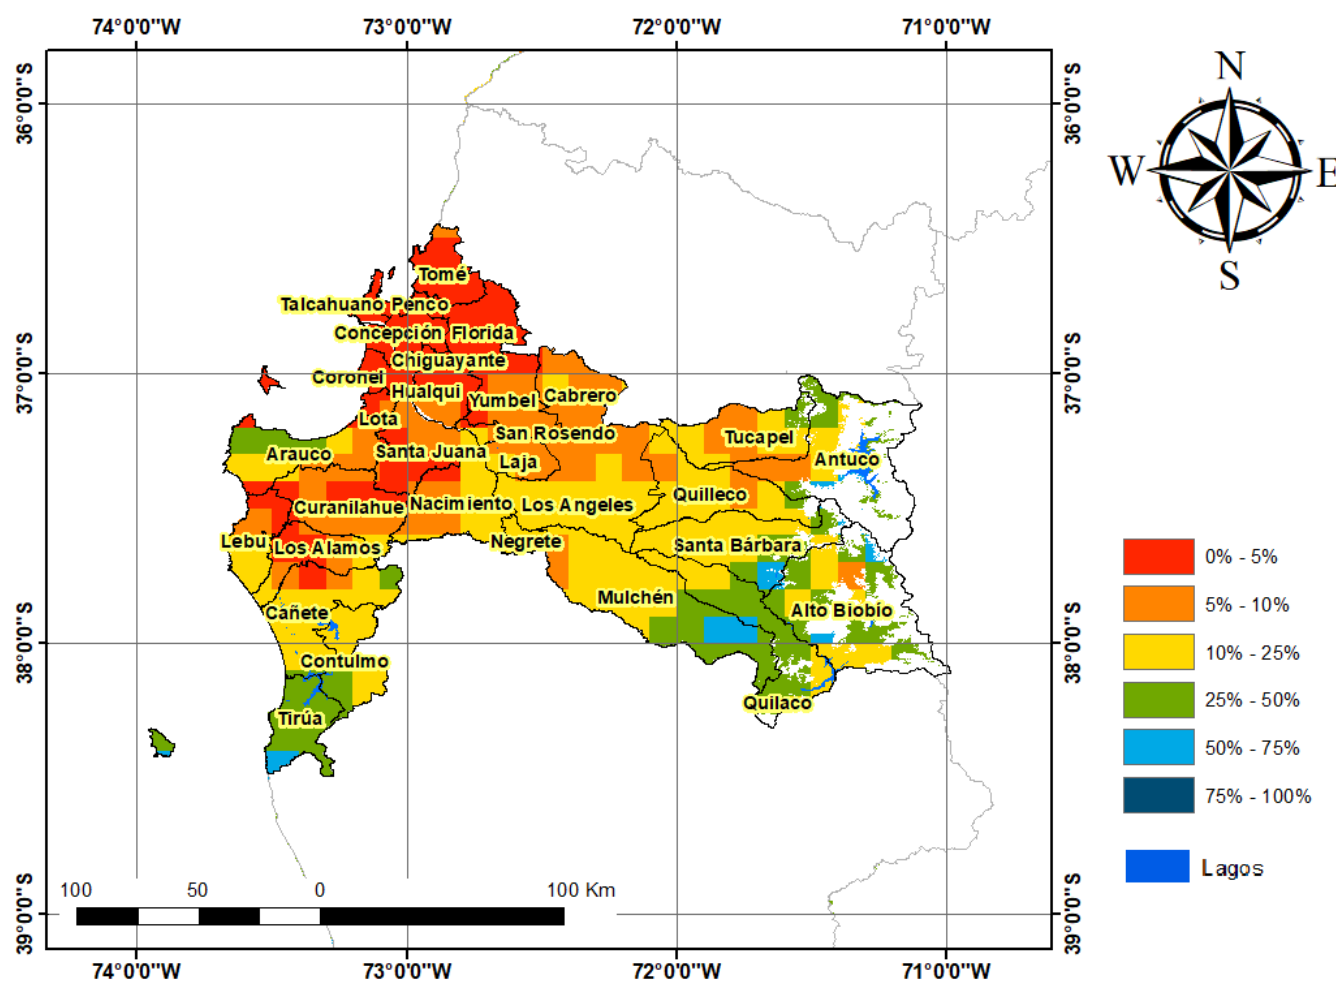 74°0'0"W 73°0'0"W 72°0'0"W 71°0'0"W
36°0'0"S 36°0'0"S
37°0'0"S 37°0'0"S
38°0'0"S 38°0'0"S
39°0'0"S 39°0'0"S
N
W E
S
Tomé
Talcahuano Penco
Concepción Florida
Chiguayante
Coronel
Hualqui
Yumbel Cabrero
Lota
San Rosendo
Tucapel
Santa Juana
Arauco
Laja
Antuco
Quilleco
Curanilahue Nacimiento Los Angeles
Lebu Los Alamos
Negrete
Santa Bárbara
Mulchén
Alto Biobío
Cañete
Contulmo
Quilaco
Tirúa
0% - 5%
5% - 10%
10% - 25%
25% - 50%
50% - 75%
75% - 100%
Lagos
100 50 0 100 Km
74°0'0"W 73°0'0"W 72°0'0"W 71°0'0"W